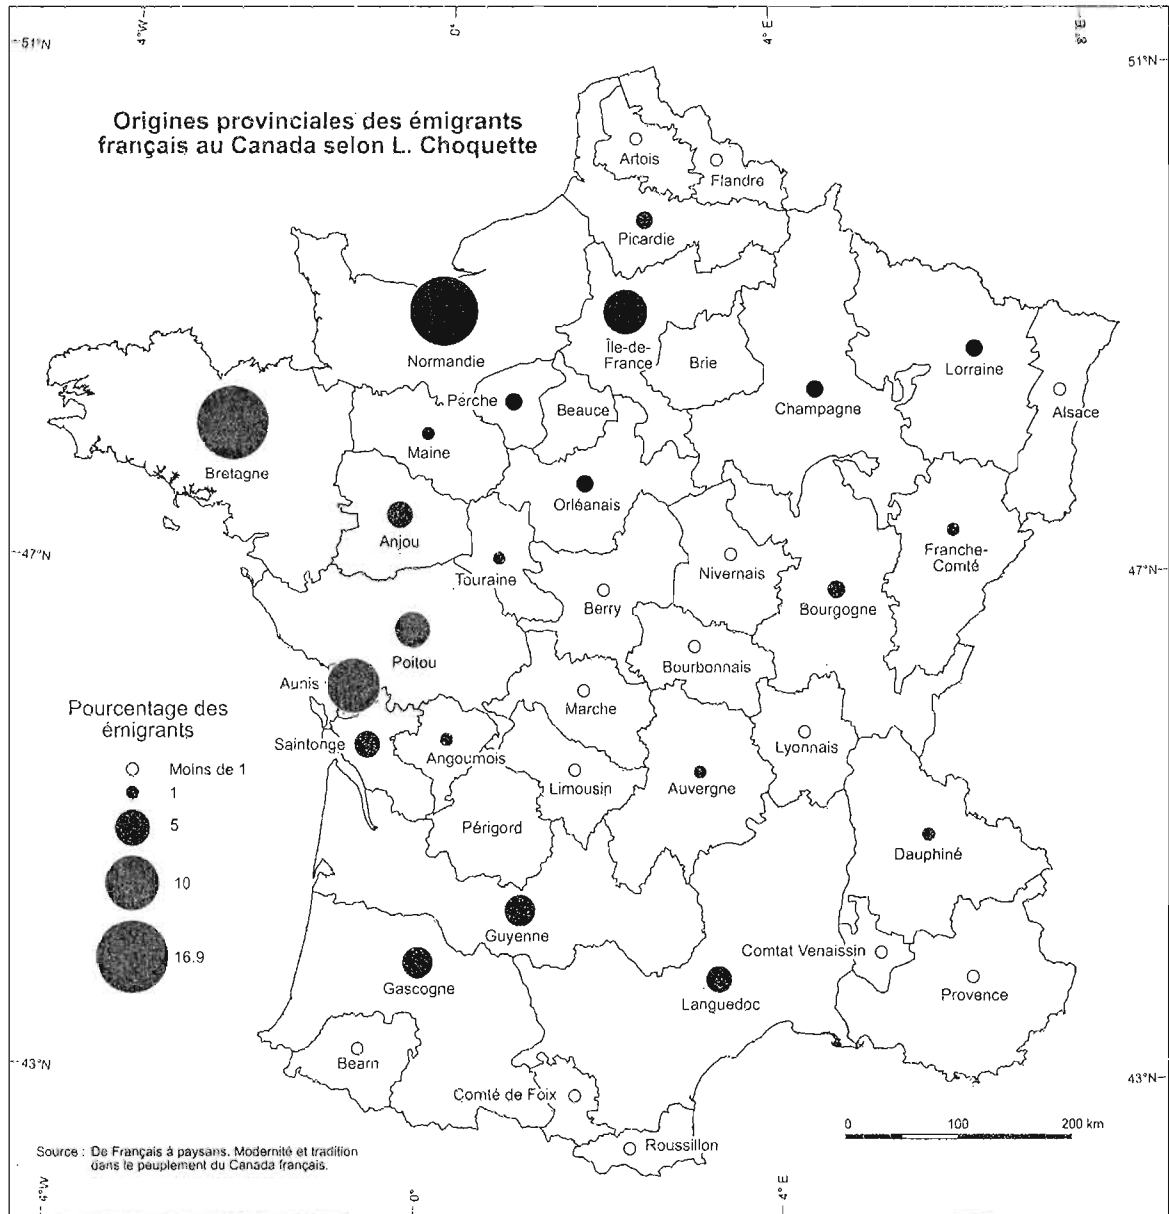 4°W
0°
4°E
8°E
51°N
51°N
Origines provinciales des émigrants
français au Canada selon L. Choquette
Artois
Flandre
Picardie
Normandie
Île-de-
France
Brie
Lorraine
Alsace
Perche
Beauce
Champagne
Maine
Bretagne
Orléanais
Anjou
47°N
Touraine
Nivernais
Franche-
Comté
47°N
Berry
Bourgogne
Poitou
Bourbonnais
Aunis
Marche
Pourcentage des
émigrants
Saintonge
Angoumois
Lyonnais
Moins de 1
1
5
10
16.9
Limousin
Auvergne
Périgord
Dauphiné
Guyenne
Comtat Venaissin
Gascogne
Languedoc
Provence
43°N
Bearn
43°N
Comté de Foix
Roussillon
0
100
200 km
Source : De Français à paysans. Modernité et tradition
dans le peuplement du Canada français.
4°W
0°
4°E